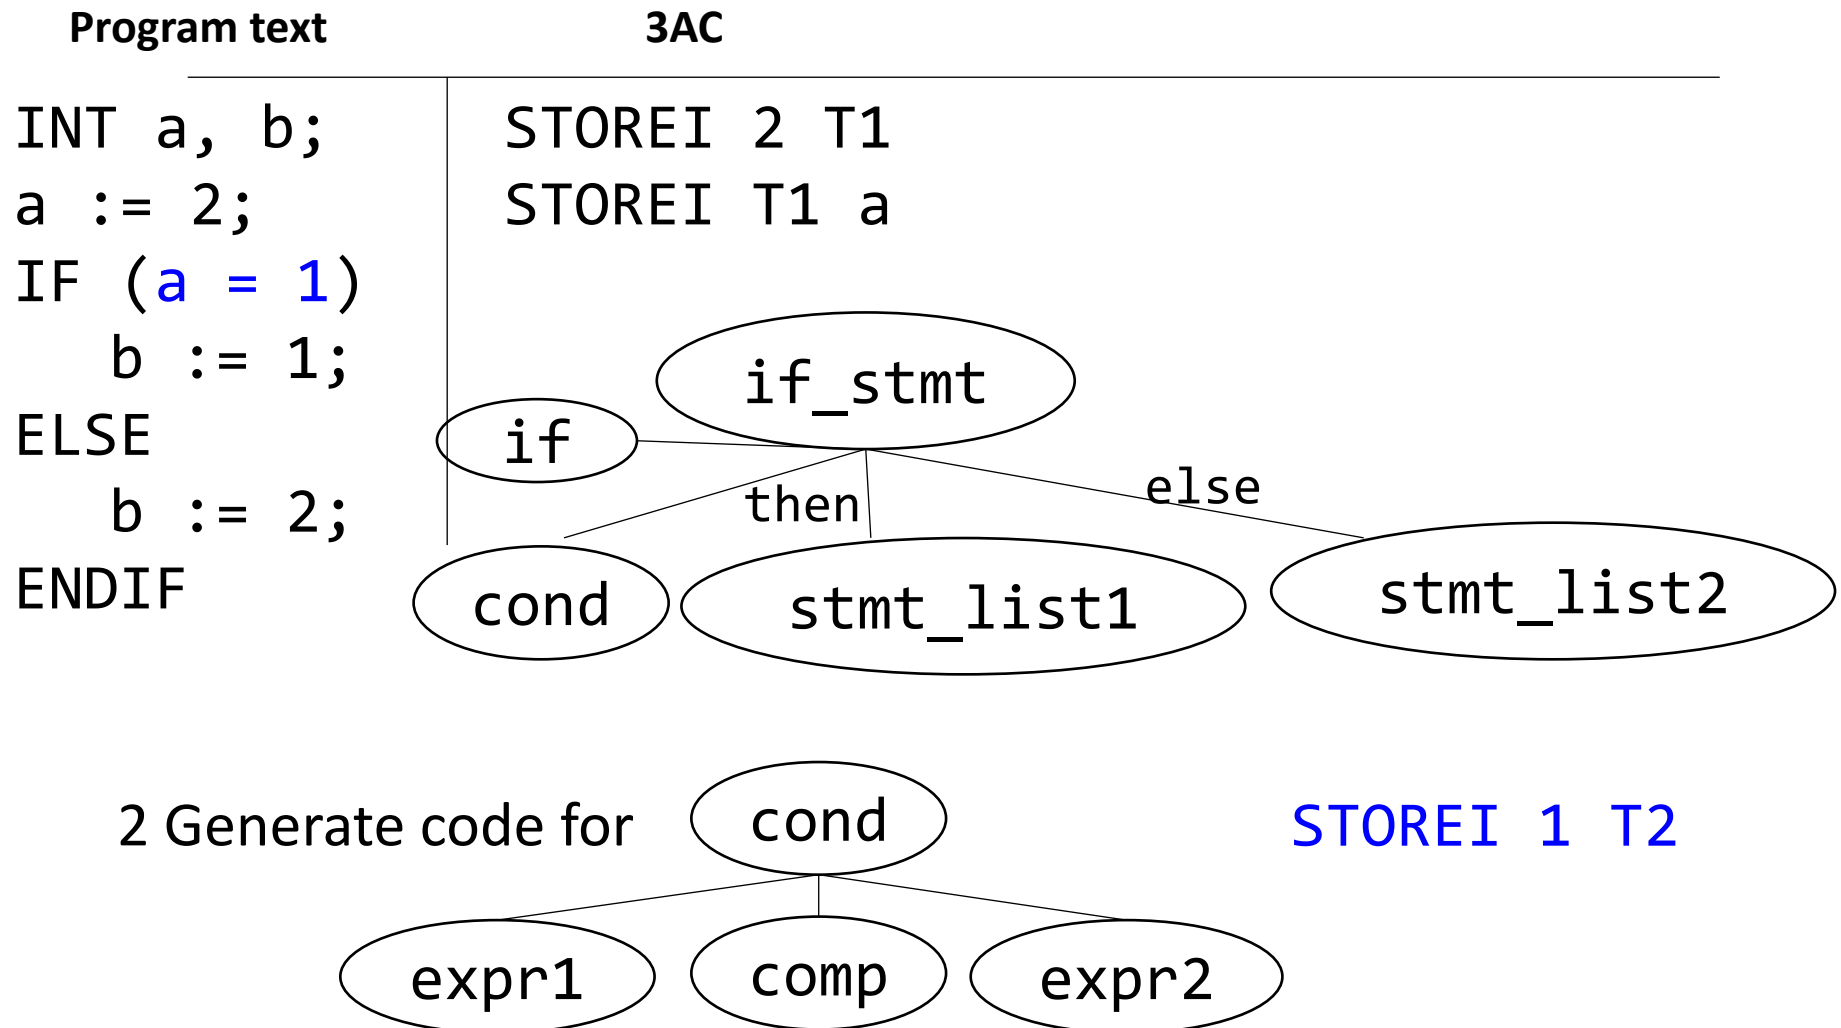 Program text 3AC
INT a, b; STOREI 2 T1
a := 2; STOREI T1 a
IF (a = 1)
b := 1;
ELSE
b := 2;
ENDIF
if_stmt
if
then else
cond stmt_list1 stmt_list2
2 Generate code for cond STOREI 1 T2
expr1 comp expr2